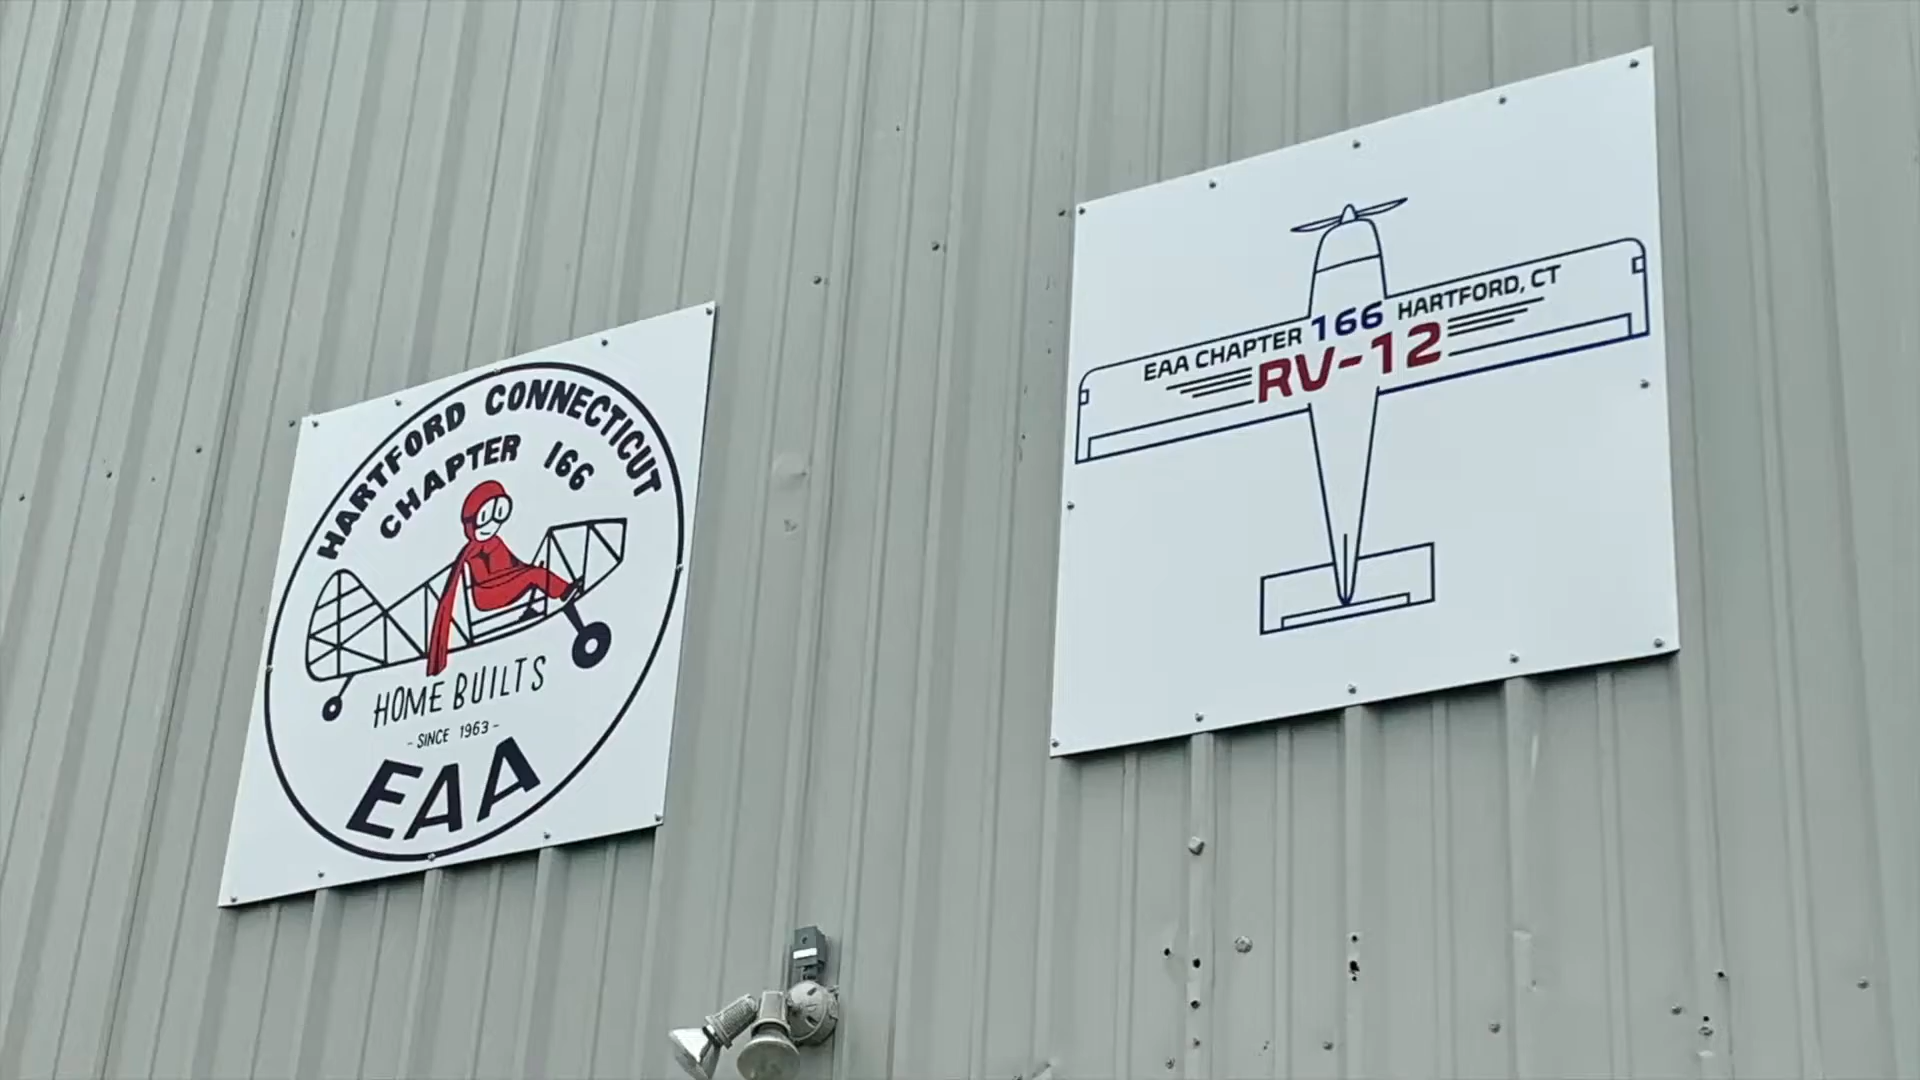 HARTFORD CONNECTICUT
CHAPTER 166
HOME BUILTS
- SINCE 1963 -
EAA
EAA CHAPTER 166 HARTFORD, CT
RV-12